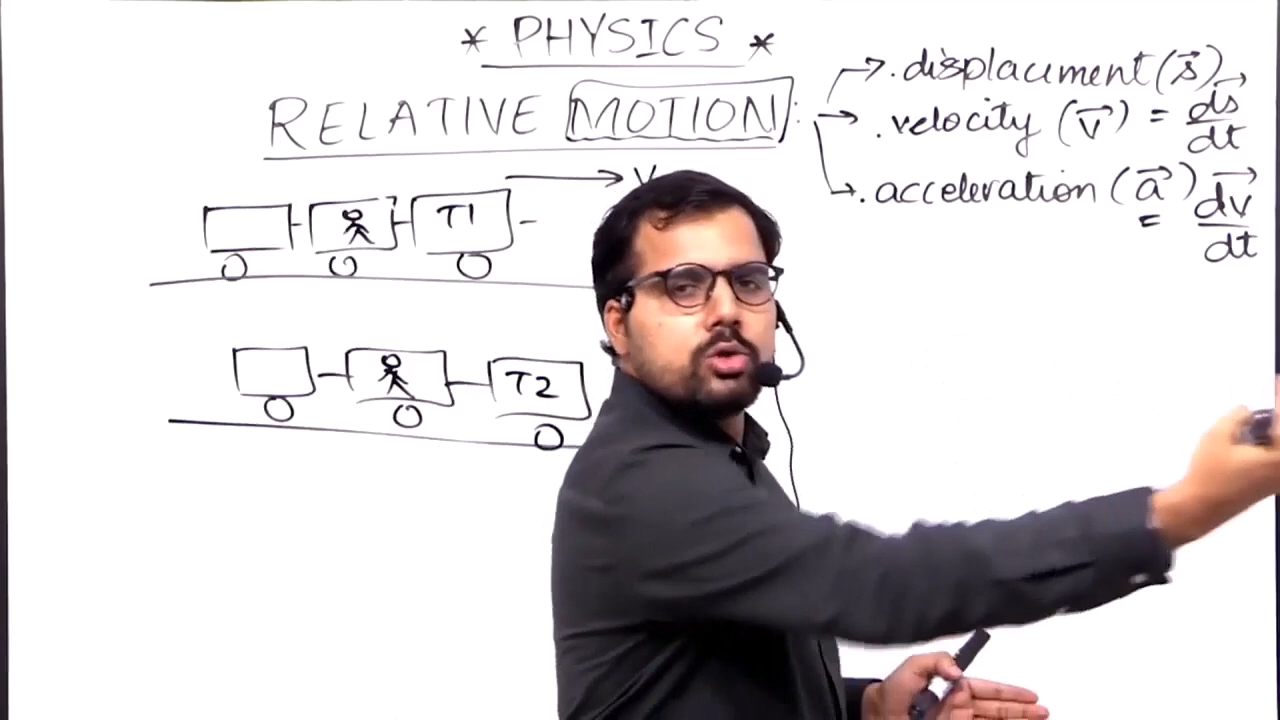 * PHYSICS *
RELATIVE MOTION :
. displacement (s⃗)
. velocity (v⃗) = ds⃗/dt
. acceleration (a⃗) = dv⃗/dt
V
T1
T2